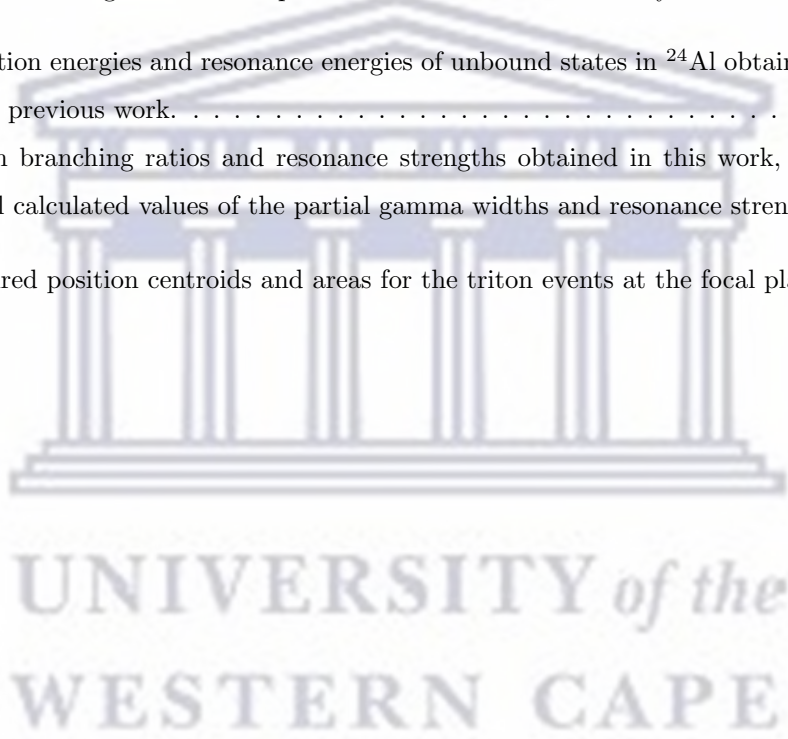 tion energies and resonance energies of unbound states in ²⁴Al obtain
previous work. . . . . . . . . . . . . . . . . . . . . . . . . . . . .
n branching ratios and resonance strengths obtained in this work,
l calculated values of the partial gamma widths and resonance stren
red position centroids and areas for the triton events at the focal pla
UNIVERSITY of the
WESTERN CAPE